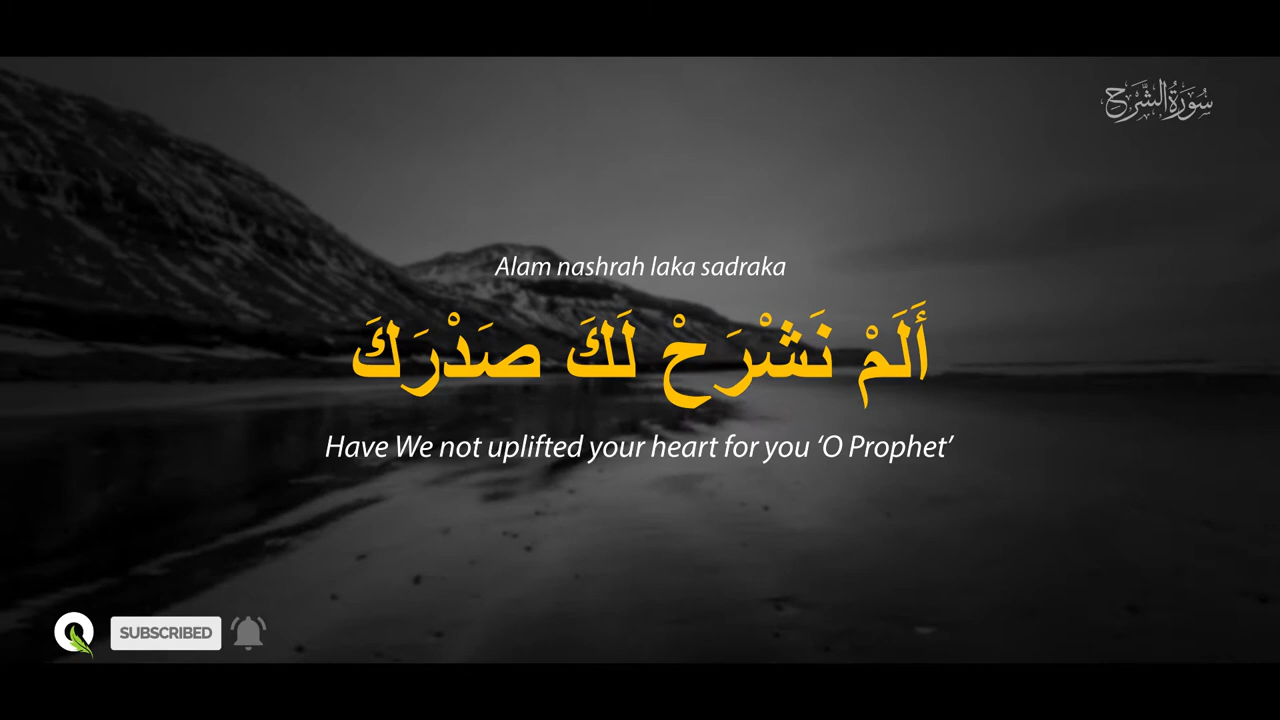 سُورَةُ الشَّرْحِ
Alam nashrah laka sadraka
أَلَمْ نَشْرَحْ لَكَ صَدْرَكَ
Have We not uplifted your heart for you ‘O Prophet’
SUBSCRIBED